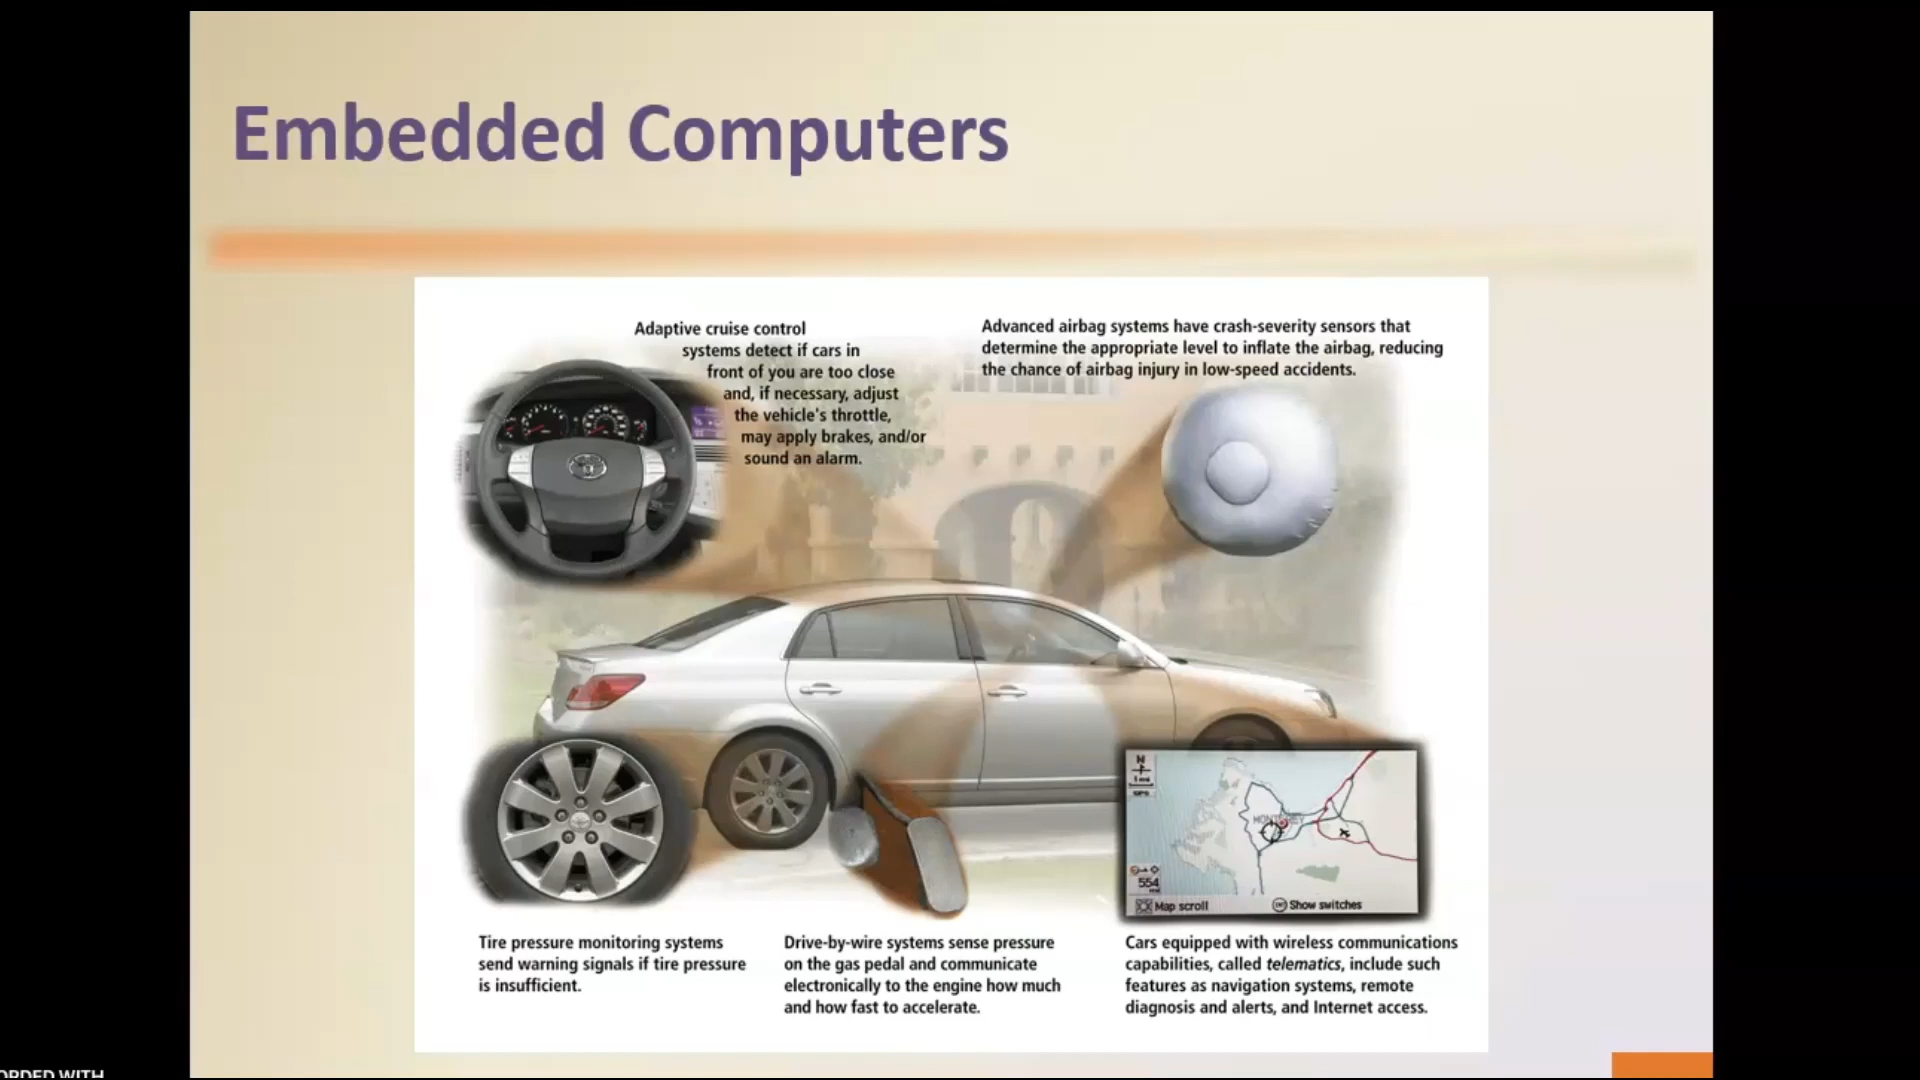 Embedded Computers
Adaptive cruise control
systems detect if cars in
front of you are too close
and, if necessary, adjust
the vehicle's throttle,
may apply brakes, and/or
sound an alarm.
Advanced airbag systems have crash-severity sensors that
determine the appropriate level to inflate the airbag, reducing
the chance of airbag injury in low-speed accidents.
N
1 mi
GPS
MONTEREY
554
Map scroll
Show switches
Tire pressure monitoring systems
send warning signals if tire pressure
is insufficient.
Drive-by-wire systems sense pressure
on the gas pedal and communicate
electronically to the engine how much
and how fast to accelerate.
Cars equipped with wireless communications
capabilities, called telematics, include such
features as navigation systems, remote
diagnosis and alerts, and Internet access.
ORDED WITH